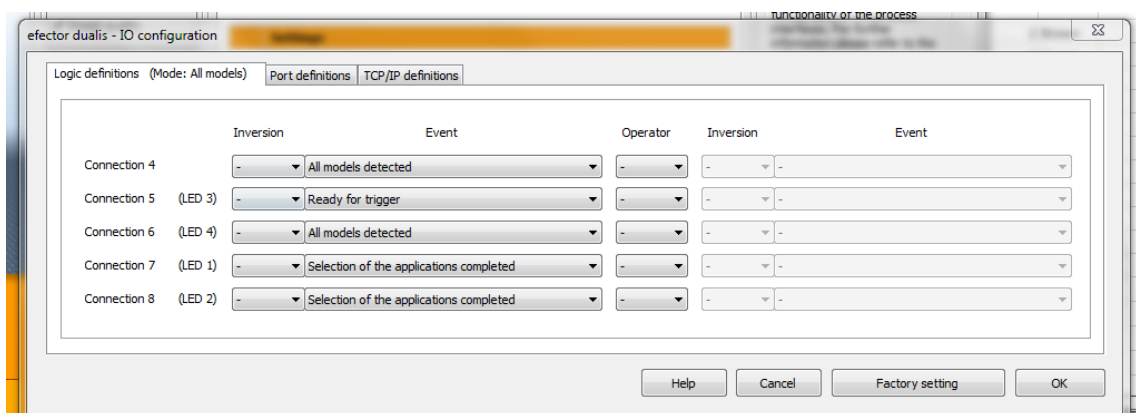 functionality of the process
efector dualis - IO configuration
Settings
Logic definitions (Mode: All models) Port definitions TCP/IP definitions
Inversion Event Operator Inversion Event
Connection 4 - All models detected - - -
Connection 5 (LED 3) - Ready for trigger - - -
Connection 6 (LED 4) - All models detected - - -
Connection 7 (LED 1) - Selection of the applications completed - - -
Connection 8 (LED 2) - Selection of the applications completed - - -
Help Cancel Factory setting OK